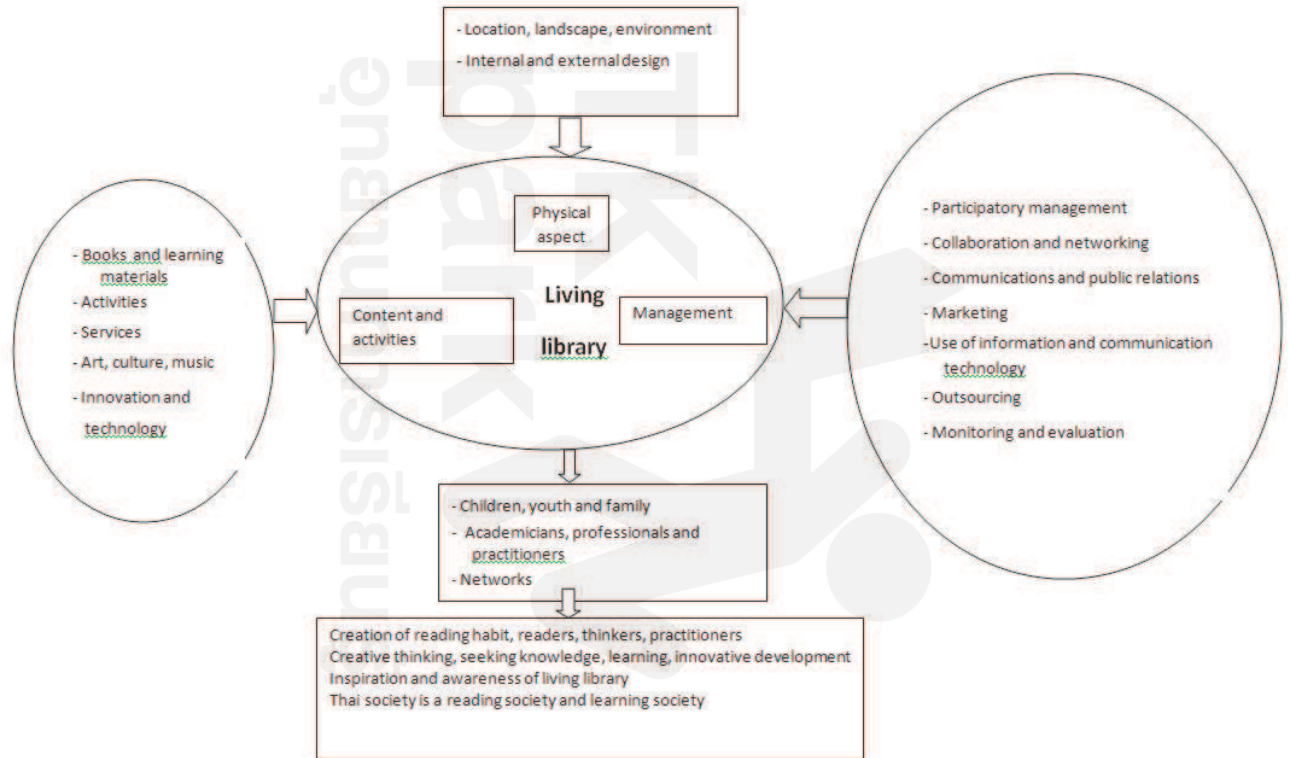 - Location, landscape, environment
- Internal and external design
Physical
aspect
Living
library
Content and
activities
Management
- Books and learning
materials
- Activities
- Services
- Art, culture, music
- Innovation and
technology
- Participatory management
- Collaboration and networking
- Communications and public relations
- Marketing
-Use of information and communication
technology
- Outsourcing
- Monitoring and evaluation
- Children, youth and family
- Academicians, professionals and
practitioners
- Networks
Creation of reading habit, readers, thinkers, practitioners
Creative thinking, seeking knowledge, learning, innovative development
Inspiration and awareness of living library
Thai society is a reading society and learning society
tk
park